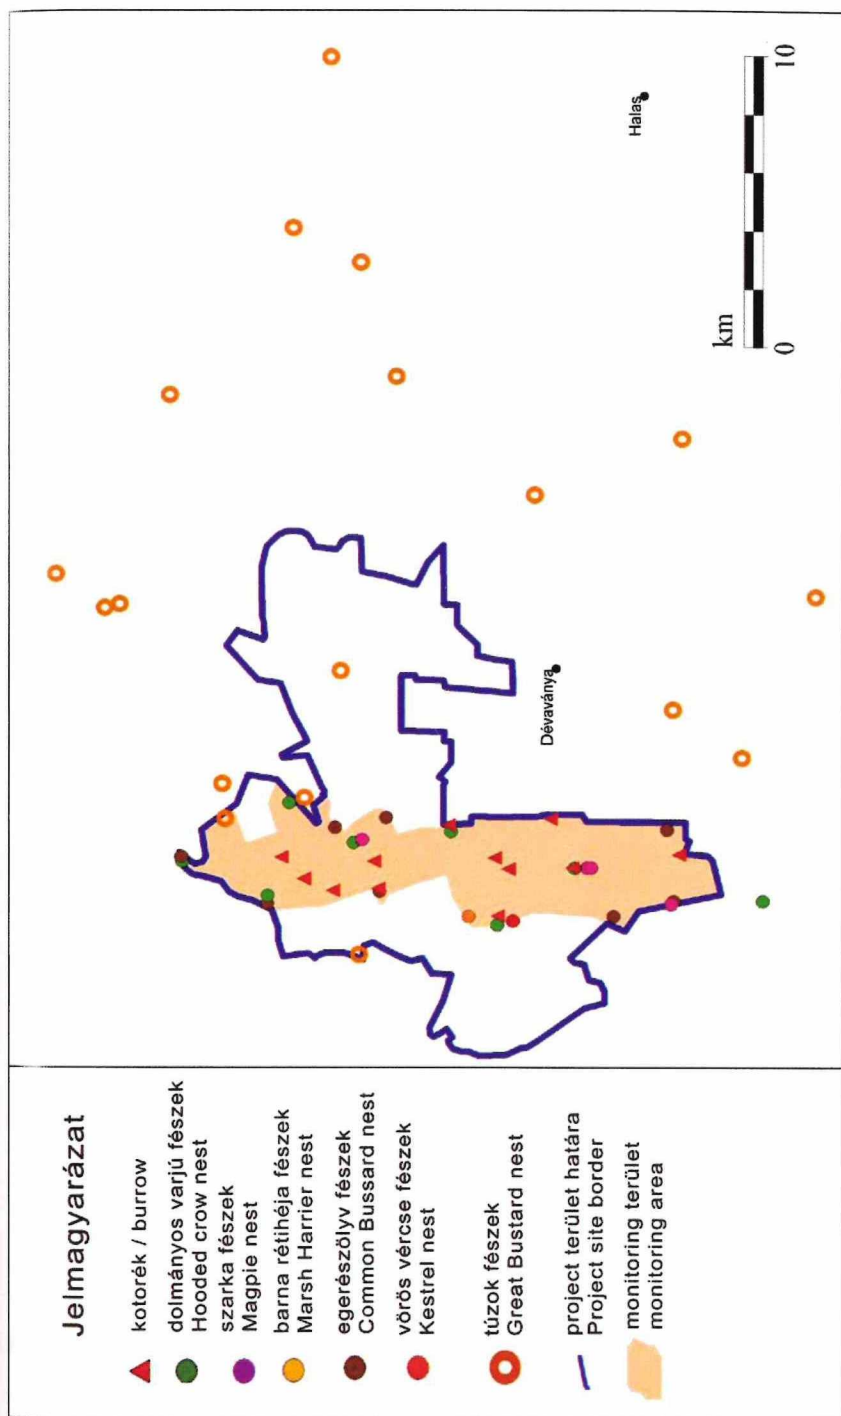 Jelmagyarázat
kotorék / burrow
dolmányos varjú fészek
Hooded crow nest
szarka fészek
Magpie nest
barna rétihéja fészek
Marsh Harrier nest
egerészölyv fészek
Common Bussard nest
vörös vércse fészek
Kestrel nest
túzok fészek
Great Bustard nest
project terület határa
Project site border
monitoring terület
monitoring area
Dévaványa
Halas
km
0
10